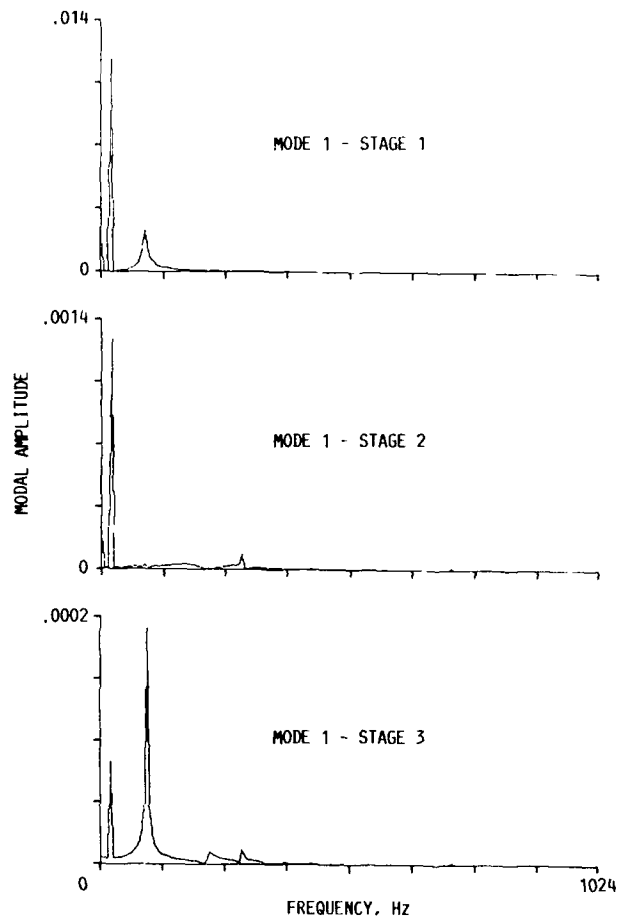 .014
MODE 1 - STAGE 1
0
.0014
MODAL AMPLITUDE
MODE 1 - STAGE 2
0
.0002
MODE 1 - STAGE 3
0
1024
FREQUENCY, Hz